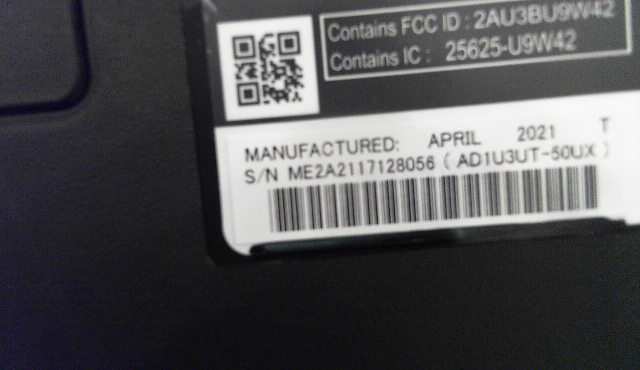 Contains FCC ID : 2AU3BU9W42
Contains IC : 25625-U9W42
MANUFACTURED: APRIL 2021 T
S/N ME2A2117128056 ( AD1U3UT-50UX )